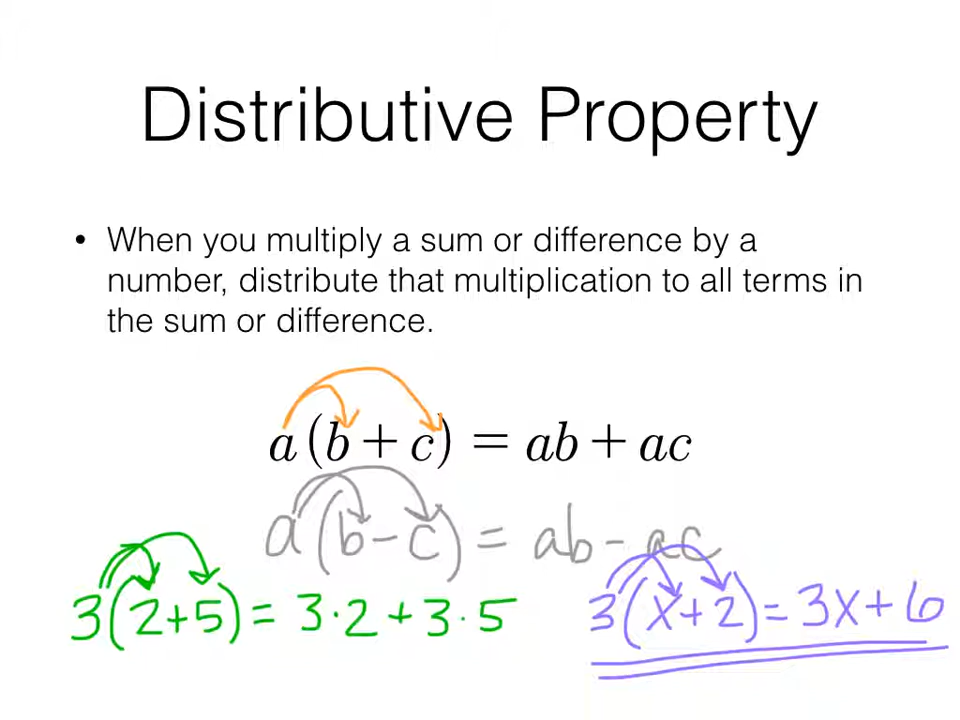 Distributive Property
• When you multiply a sum or difference by a
number, distribute that multiplication to all terms in
the sum or difference.
a(b + c) = ab + ac
a(b-c) = ab - ac
3(2+5) = 3·2 + 3·5
3(x+2) = 3x + 6